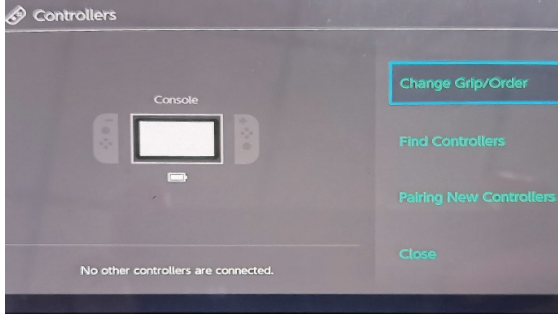 Controllers
Console
Change Grip/Order
Find Controllers
Pairing New Controllers
Close
No other controllers are connected.